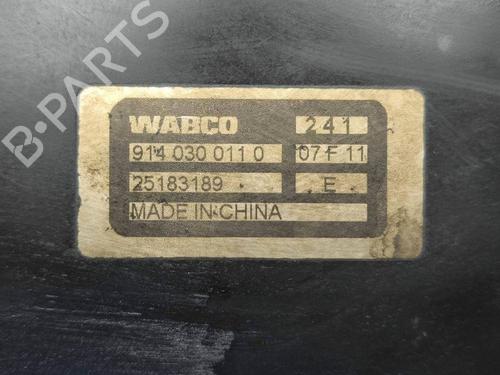 B-PARTS
WABCO 241
914 030 011 0 07 F 11
25183189 E
MADE IN CHINA